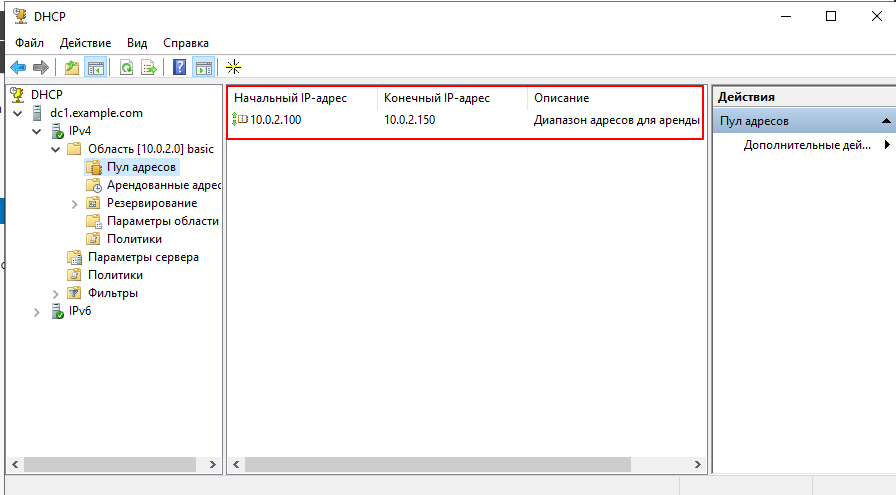 DHCP
Файл Действие Вид Справка
DHCP
dc1.example.com
IPv4
Область [10.0.2.0] basic
Пул адресов
Арендованные адрес
Резервирование
Параметры области
Политики
Параметры сервера
Политики
Фильтры
IPv6
Начальный IP-адрес Конечный IP-адрес Описание
10.0.2.100 10.0.2.150 Диапазон адресов для аренды
Действия
Пул адресов
Дополнительные дей...